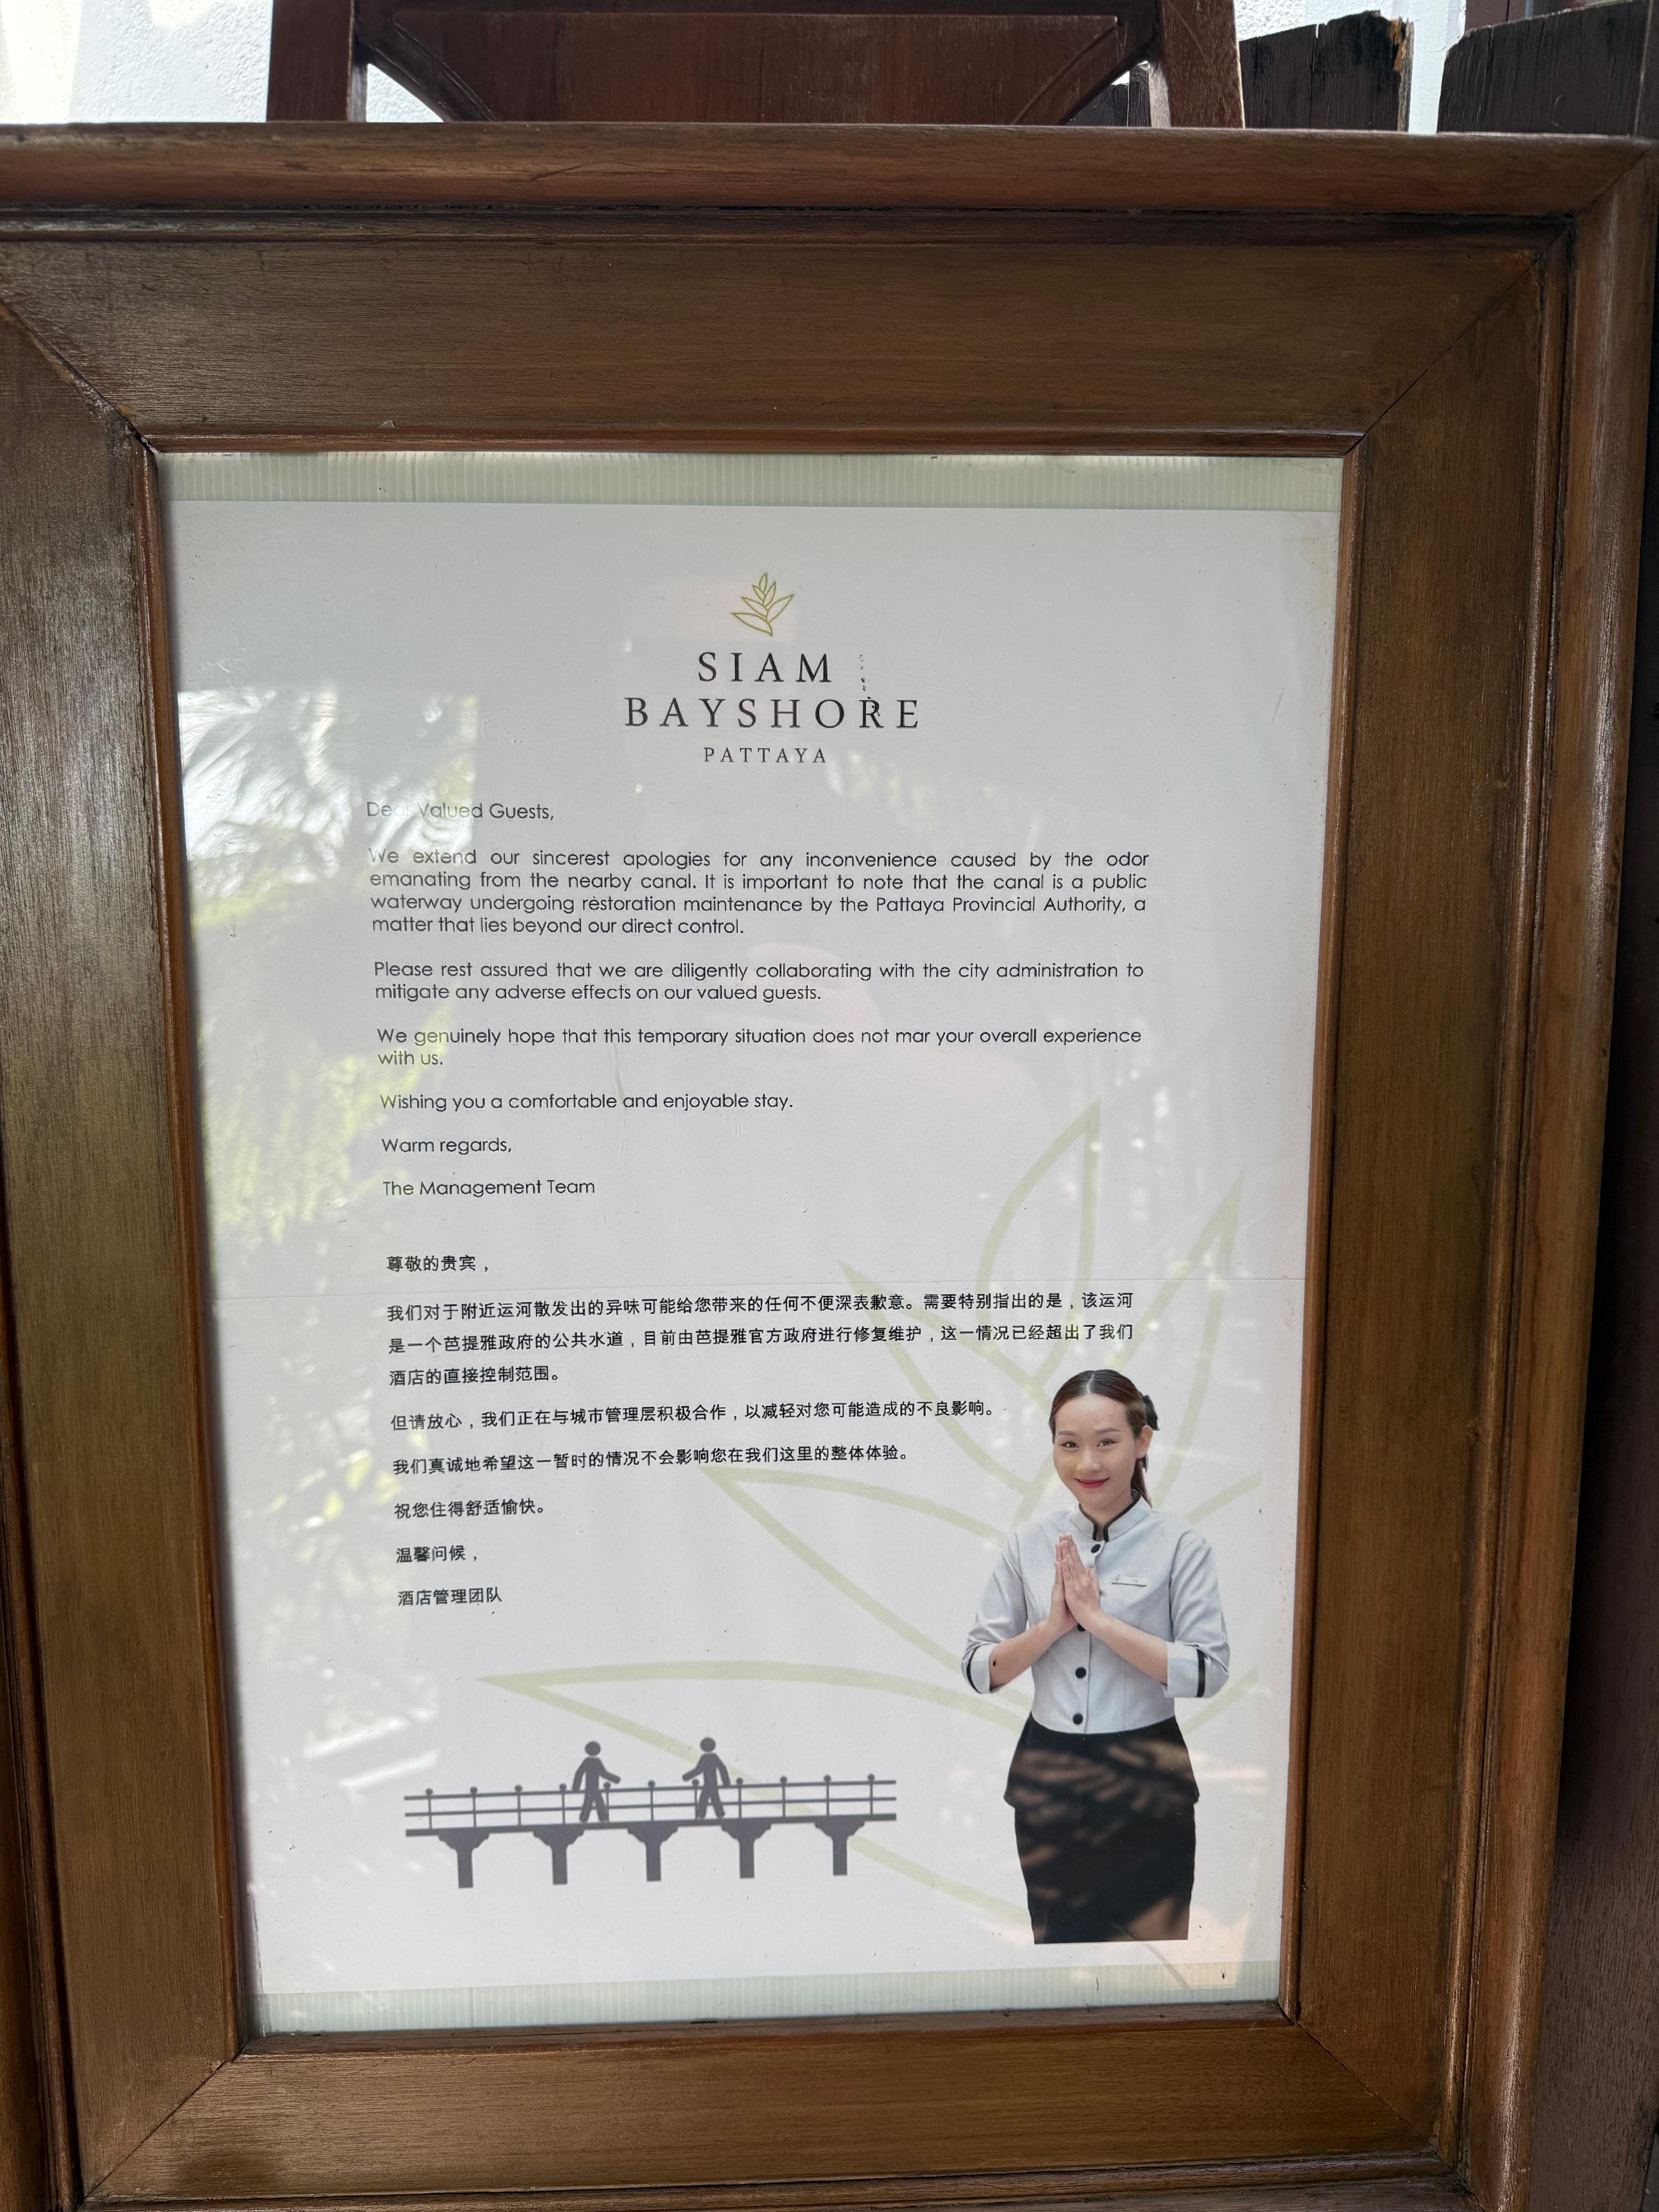 SIAM
BAYSHORE
PATTAYA
Dear Valued Guests,
We extend our sincerest apologies for any inconvenience caused by the odor
emanating from the nearby canal. It is important to note that the canal is a public
waterway undergoing restoration maintenance by the Pattaya Provincial Authority, a
matter that lies beyond our direct control.
Please rest assured that we are diligently collaborating with the city administration to
mitigate any adverse effects on our valued guests.
We genuinely hope that this temporary situation does not mar your overall experience
with us.
Wishing you a comfortable and enjoyable stay.
Warm regards,
The Management Team
尊敬的贵宾，
我们对于附近运河散发出的异味可能给您带来的任何不便深表歉意。需要特别指出的是，该运河
是一个芭提雅政府的公共水道，目前由芭提雅官方政府进行修复维护，这一情况已经超出了我们
酒店的直接控制范围。
但请放心，我们正在与城市管理层积极合作，以减轻对您可能造成的不良影响。
我们真诚地希望这一暂时的情况不会影响您在我们这里的整体体验。
祝您住得舒适愉快。
温馨问候，
酒店管理团队